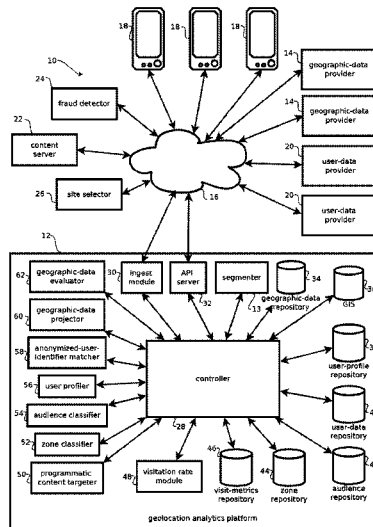 18
18
18
10
24
fraud detector
14
geographic-data provider
22
content server
14
geographic-data provider
20
user-data provider
26
site selector
16
20
user-data provider
12
62
geographic-data evaluator
30
ingest module
API server
32
segmenter
33
34
geographic-data repository
GIS
60
geographic-data projector
58
anonymized-user-identifier matcher
controller
user-profile repository
56
user profiler
54
audience classifier
user-data repository
52
zone classifier
28
50
programmatic content targeter
48
visitation rate module
46
visit-metrics repository
44
zone repository
audience repository
geolocation analytics platform